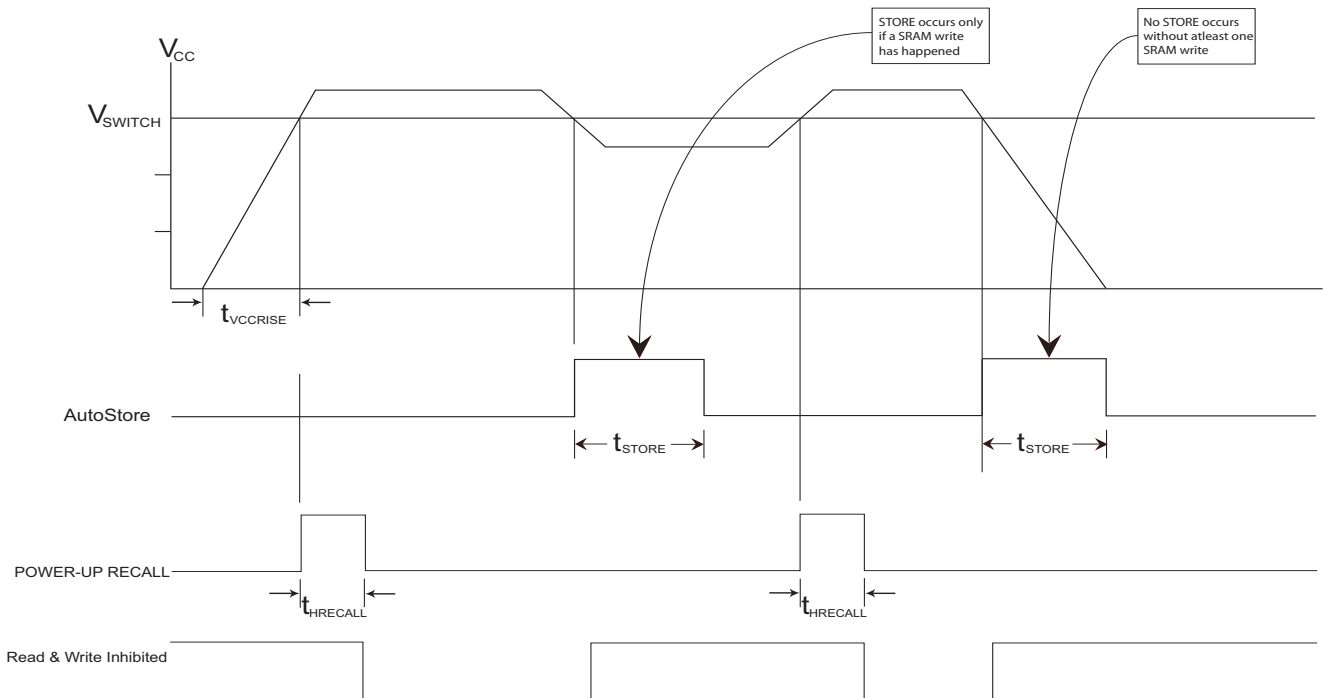 STORE occurs only
if a SRAM write
has happened
No STORE occurs
without atleast one
SRAM write
VCC
VSWITCH
tVCCRISE
AutoStore
tSTORE
tSTORE
POWER-UP RECALL
tHRECALL
tHRECALL
Read & Write Inhibited